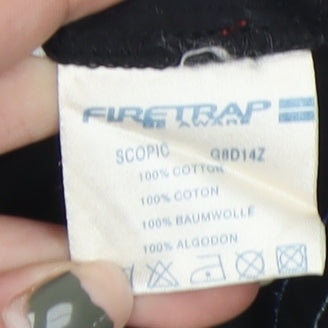 FIRETRAP
BE AWARE
SCOPIC G8D14Z
100% COTTON
100% COTON
100% BAUMWOLLE
100% ALGODON